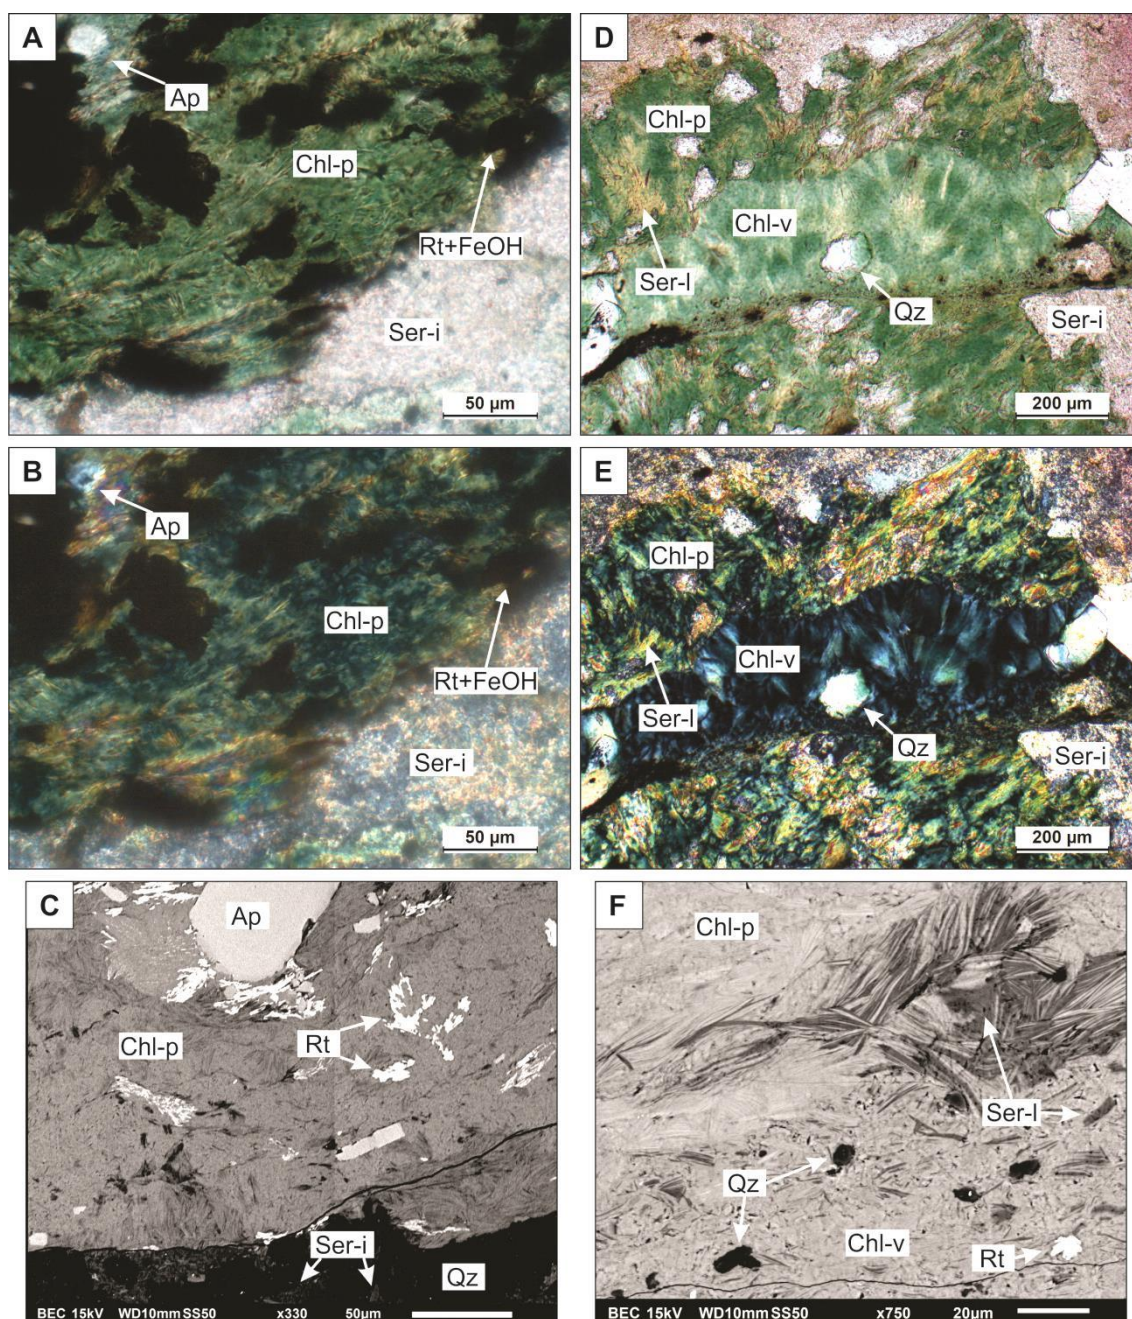 A
Ap
Chl-p
Rt+FeOH
Ser-i
50 µm
B
Ap
Chl-p
Rt+FeOH
Ser-i
50 µm
C
Ap
Rt
Chl-p
Ser-i
Qz
BEC 15kV WD10mm SS50 x330 50µm
D
Chl-p
Chl-v
Ser-l
Qz
Ser-i
200 µm
E
Chl-p
Chl-v
Ser-l
Qz
Ser-i
200 µm
F
Chl-p
Ser-l
Qz
Chl-v
Rt
BEC 15kV WD10mm SS50 x750 20µm